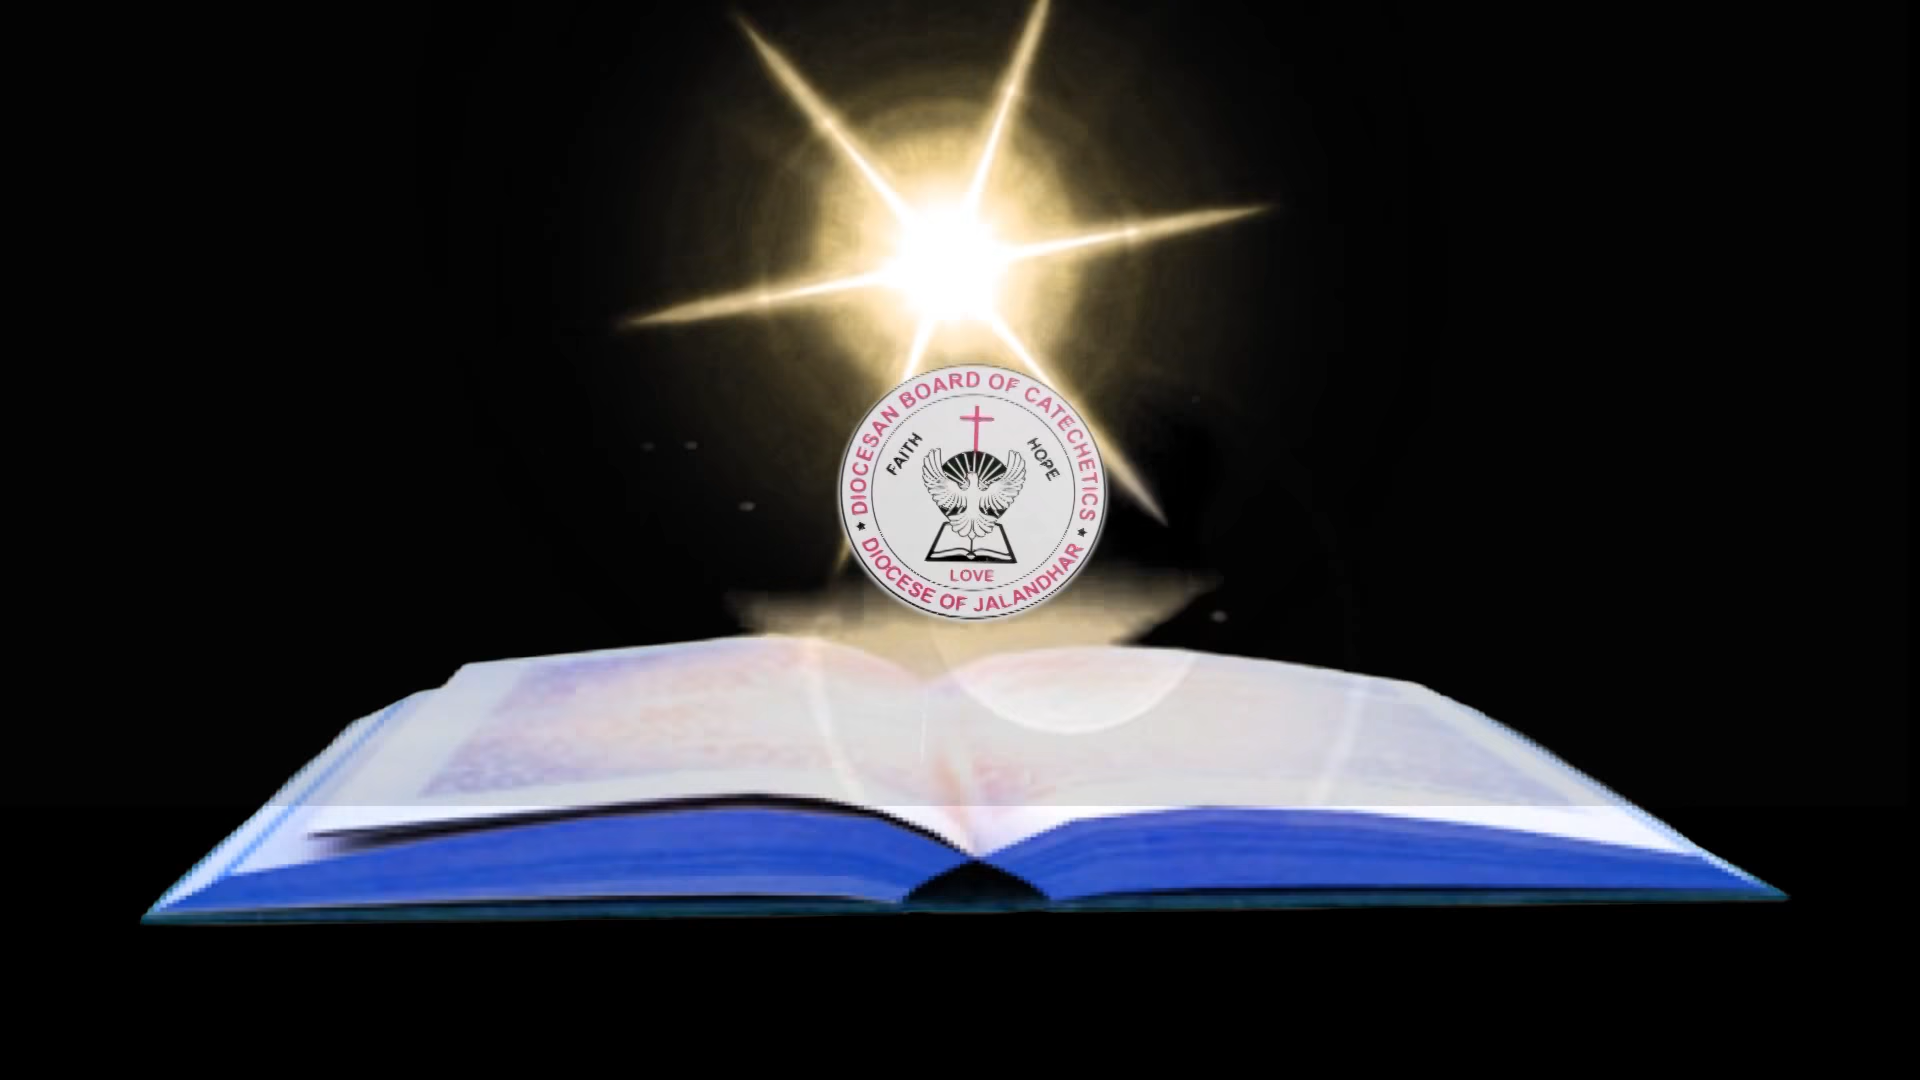 DIOCESAN BOARD OF CATECHETICS
FAITH
HOPE
LOVE
DIOCESE OF JALANDHAR